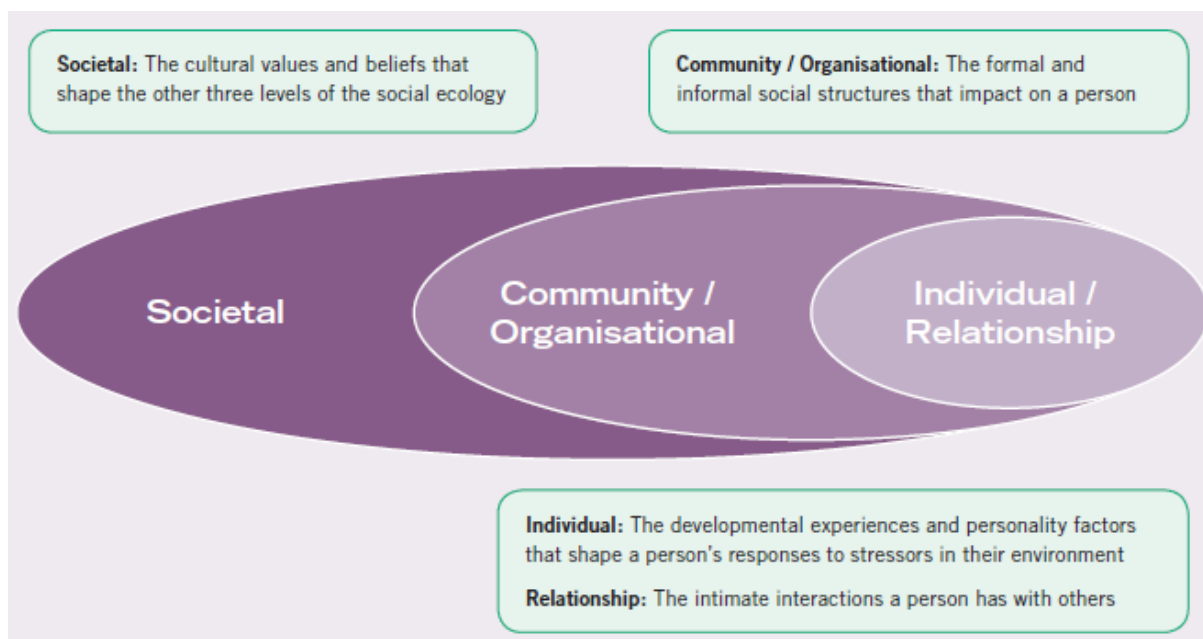 Societal: The cultural values and beliefs that
shape the other three levels of the social ecology
Community / Organisational: The formal and
informal social structures that impact on a person
Societal
Community /
Organisational
Individual /
Relationship
Individual: The developmental experiences and personality factors
that shape a person's responses to stressors in their environment
Relationship: The intimate interactions a person has with others